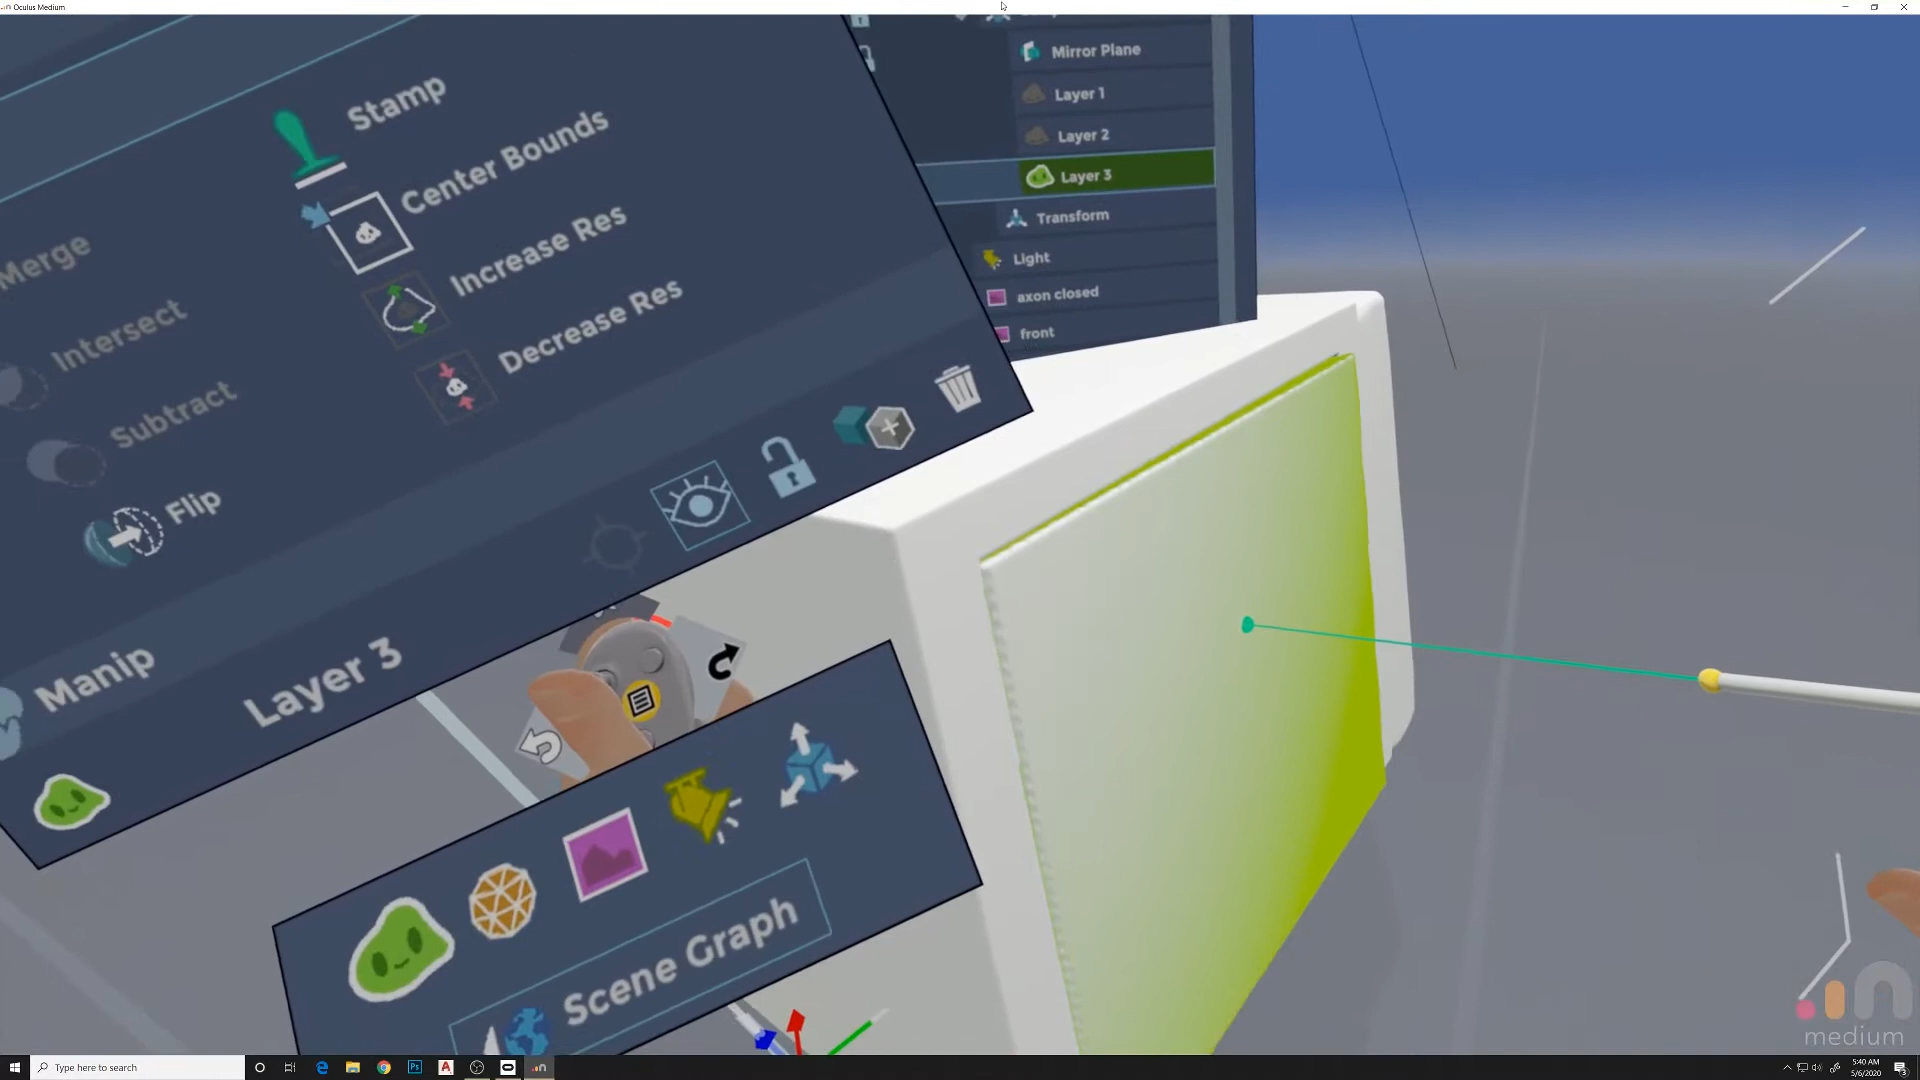 Oculus Medium
Stamp
Center Bounds
Increase Res
Decrease Res
Merge
Intersect
Subtract
Flip
Manip
Layer 3
Mirror Plane
Layer 1
Layer 2
Layer 3
Transform
Light
axon closed
front
Scene Graph
medium
Type here to search
5:40 AM
5/6/2020